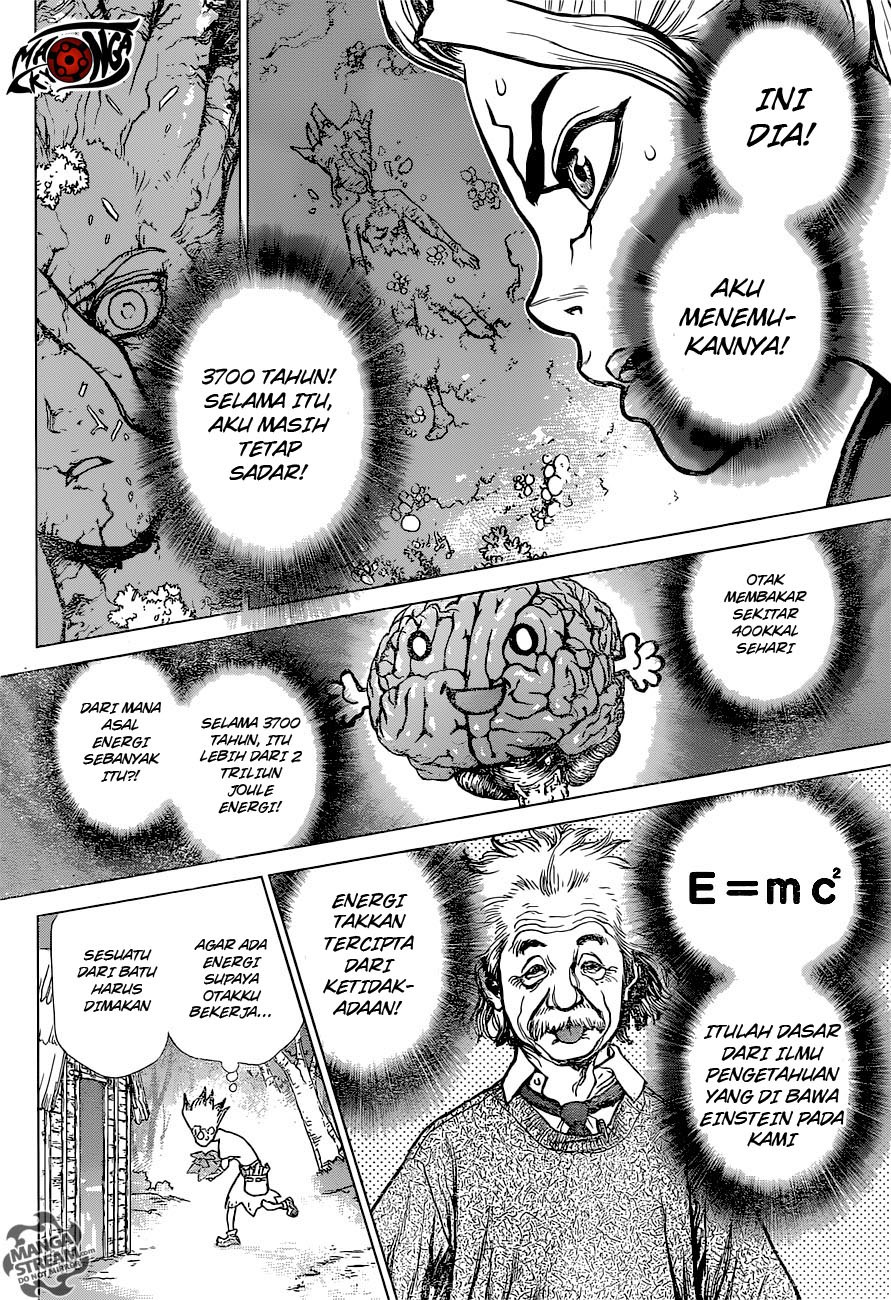 MANGAKYO
INI
DIA!
AKU
MENEMU-
KANNYA!
3700 TAHUN!
SELAMA ITU,
AKU MASIH
TETAP
SADAR!
OTAK
MEMBAKAR
SEKITAR
400KKAL
SEHARI
SELAMA 3700
TAHUN, ITU
LEBIH DARI 2
TRILIUN
JOULE
ENERGI!
DARI MANA
ASAL
ENERGI
SEBANYAK
ITU?!
E=mc²
ITULAH DASAR
DARI ILMU
PENGETAHUAN
YANG DI BAWA
EINSTEIN PADA
KAMI
ENERGI
TAKKAN
TERCIPTA
DARI
KETIDAK-
ADAAN!
AGAR ADA
ENERGI
SUPAYA
OTAKKU
BEKERJA...
SESUATU
DARI BATU
HARUS
DIMAKAN
MANGA
STREAM.com